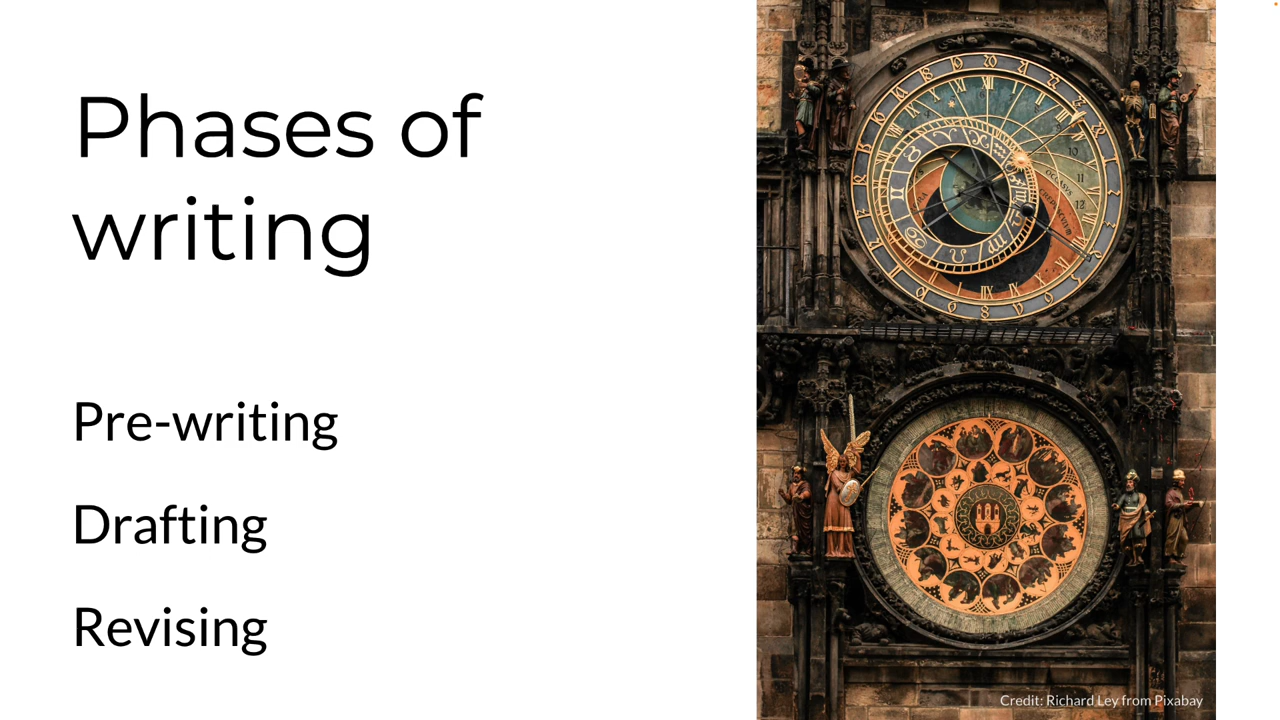 Phases of
writing
Pre-writing
Drafting
Revising
Credit: Richard Ley from Pixabay